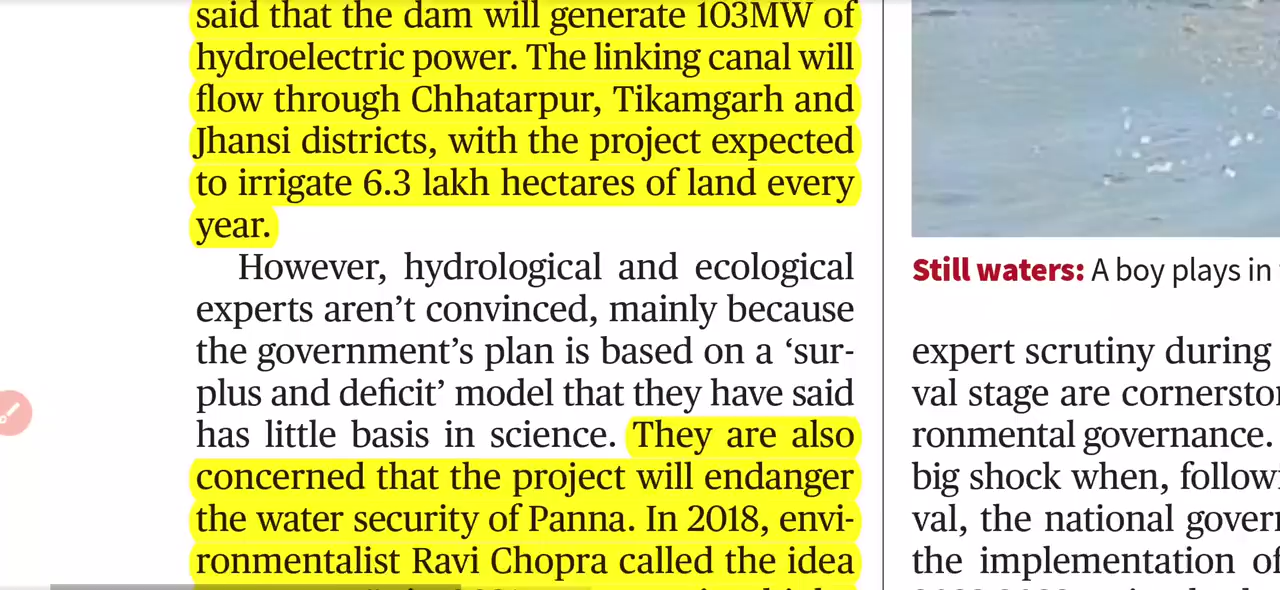 said that the dam will generate 103MW of
hydroelectric power. The linking canal will
flow through Chhatarpur, Tikamgarh and
Jhansi districts, with the project expected
to irrigate 6.3 lakh hectares of land every
year.
However, hydrological and ecological
experts aren’t convinced, mainly because
the government’s plan is based on a ‘sur-
plus and deficit’ model that they have said
has little basis in science. They are also
concerned that the project will endanger
the water security of Panna. In 2018, envi-
ronmentalist Ravi Chopra called the idea
Still waters: A boy plays in
expert scrutiny during
val stage are
ronmental governance.
big shock when,
val, the national
the implementation of